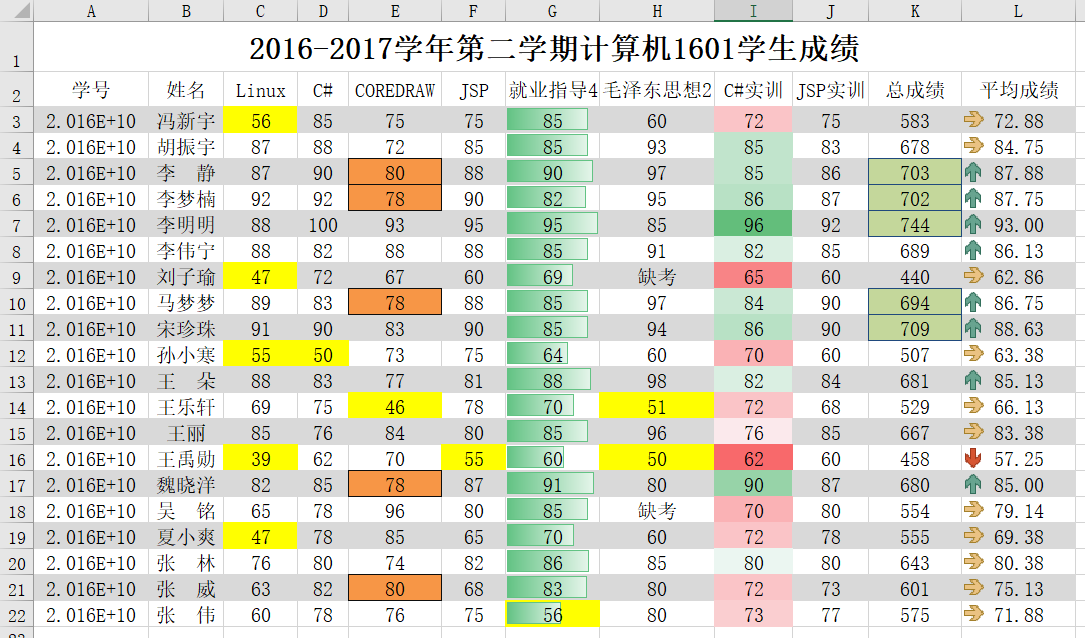 A B C D E F G H I J K L
1 2016-2017学年第二学期计算机1601学生成绩
2 学号 姓名 Linux C# COREDRAW JSP 就业指导4 毛泽东思想2 C#实训 JSP实训 总成绩 平均成绩
3 2.016E+10 冯新宇 56 85 75 75 85 60 72 75 583 72.88
4 2.016E+10 胡振宇 87 88 72 85 85 93 85 83 678 84.75
5 2.016E+10 李 静 87 90 80 88 90 97 85 86 703 87.88
6 2.016E+10 李梦楠 92 92 78 90 82 95 86 87 702 87.75
7 2.016E+10 李明明 88 100 93 95 95 85 96 92 744 93.00
8 2.016E+10 李伟宁 88 82 88 88 85 91 82 85 689 86.13
9 2.016E+10 刘子瑜 47 72 67 60 69 缺考 65 60 440 62.86
10 2.016E+10 马梦梦 89 83 78 88 85 97 84 90 694 86.75
11 2.016E+10 宋珍珠 91 90 83 90 85 94 86 90 709 88.63
12 2.016E+10 孙小寒 55 50 73 75 64 60 70 60 507 63.38
13 2.016E+10 王 朵 88 83 77 81 88 98 82 84 681 85.13
14 2.016E+10 王乐轩 69 75 46 78 70 51 72 68 529 66.13
15 2.016E+10 王丽 85 76 84 80 85 96 76 85 667 83.38
16 2.016E+10 王禹勋 39 62 70 55 60 50 62 60 458 57.25
17 2.016E+10 魏晓洋 82 85 78 87 91 80 90 87 680 85.00
18 2.016E+10 吴 铭 65 78 96 80 85 缺考 70 80 554 79.14
19 2.016E+10 夏小爽 47 78 85 65 70 60 72 78 555 69.38
20 2.016E+10 张 林 76 80 74 82 86 85 80 80 643 80.38
21 2.016E+10 张 威 63 82 80 68 83 80 72 73 601 75.13
22 2.016E+10 张 伟 60 78 76 75 56 80 73 77 575 71.88